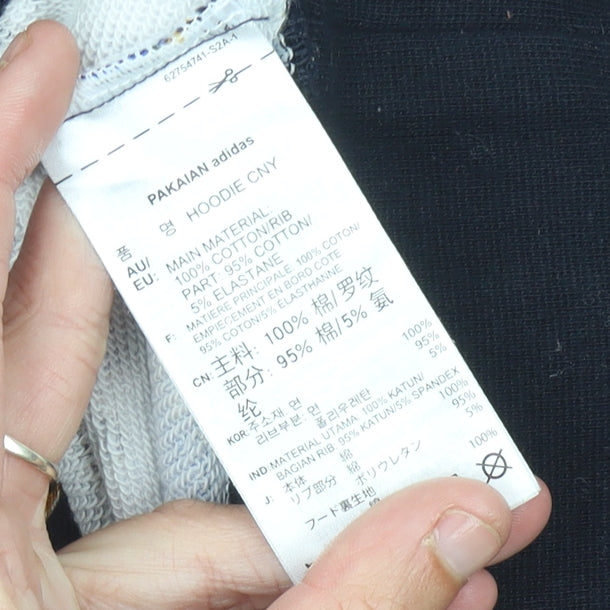 62754741-S2A-1
PAKAIAN adidas
품 명 HOODIE CNY
AU/ EU: MAIN MATERIAL:
100% COTTON/RIB
PART: 95% COTTON/
5% ELASTANE
F: MATIERE PRINCIPALE 100% COTON/
EMPIECEMENT EN BORD COTE
95% COTON/5% ELASTHANNE
CN: 主料: 100% 棉/罗纹
部分: 95% 棉/5% 氨
纶
KOR: 주소재. 면 100%
리브부분. 면 95%
폴리우레탄 5%
IND: MATERIAL UTAMA 100% KATUN/
BAGIAN RIB 95% KATUN/5% SPANDEX
J: 本体 綿 100%
リブ部分 綿 95%
ポリウレタン 5%
フード裏生地
綿 100%